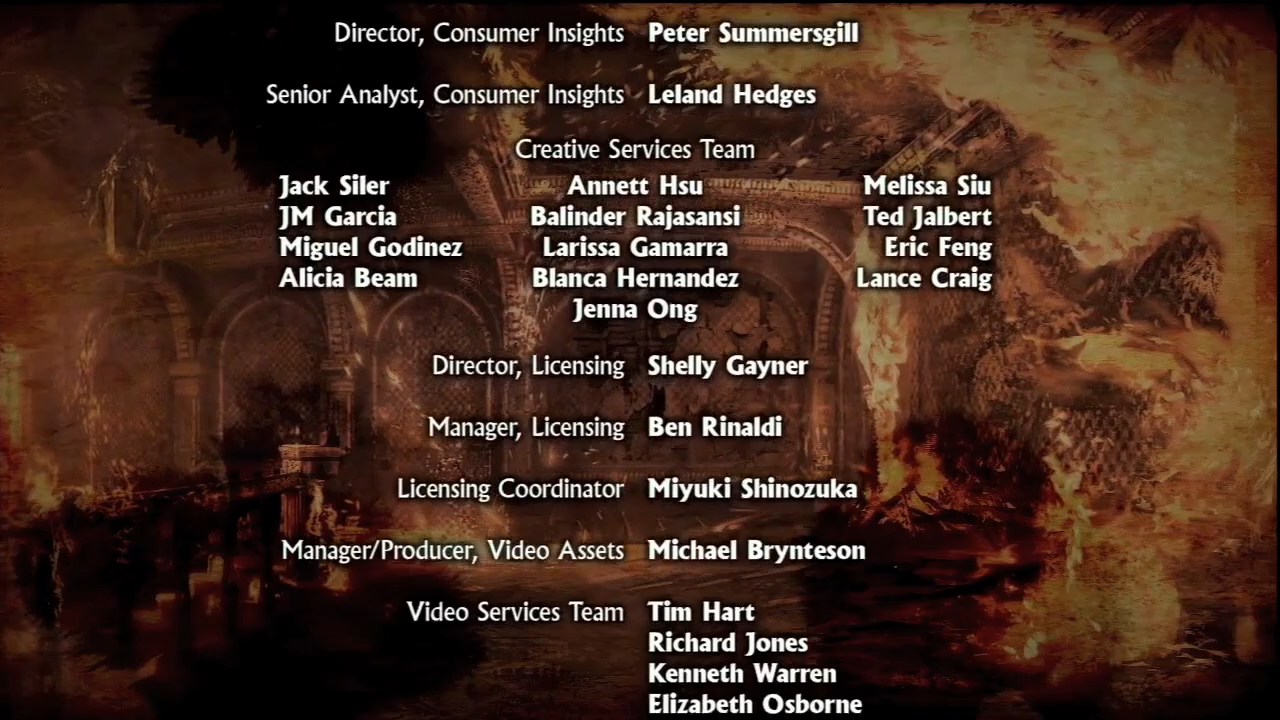 Director, Consumer Insights Peter Summersgill
Senior Analyst, Consumer Insights Leland Hedges
Creative Services Team
Jack Siler Annett Hsu Melissa Siu
JM Garcia Balinder Rajasansi Ted Jalbert
Miguel Godinez Larissa Gamarra Eric Feng
Alicia Beam Blanca Hernandez Lance Craig
Jenna Ong
Director, Licensing Shelly Gayner
Manager, Licensing Ben Rinaldi
Licensing Coordinator Miyuki Shinozuka
Manager/Producer, Video Assets Michael Brynteson
Video Services Team Tim Hart
Richard Jones
Kenneth Warren
Elizabeth Osborne